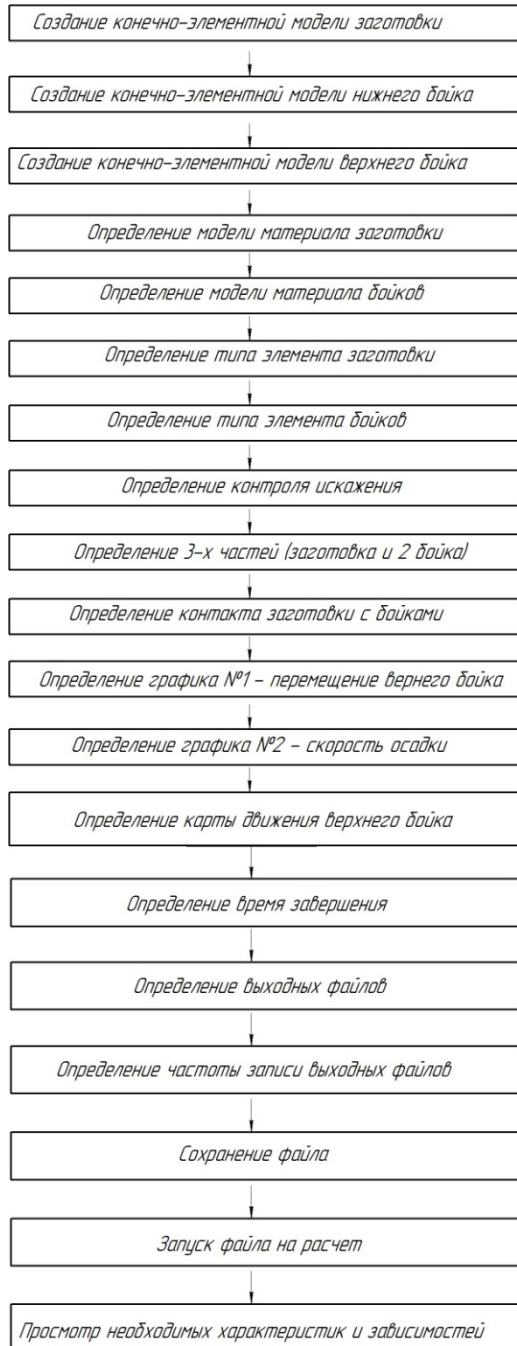 Создание конечно-элементной модели заготовки
Создание конечно-элементной модели нижнего бойка
Создание конечно-элементной модели верхнего бойка
Определение модели материала заготовки
Определение модели материала бойков
Определение типа элемента заготовки
Определение типа элемента бойков
Определение контроля искажения
Определение 3-х частей (заготовка и 2 бойка)
Определение контакта заготовки с бойками
Определение графика №1 - перемещение вернего бойка
Определение графика №2 - скорость осадки
Определение карты движения верхнего бойка
Определение время завершения
Определение выходных файлов
Определение частоты записи выходных файлов
Сохранение файла
Запуск файла на расчет
Просмотр необходимых характеристик и зависимостей